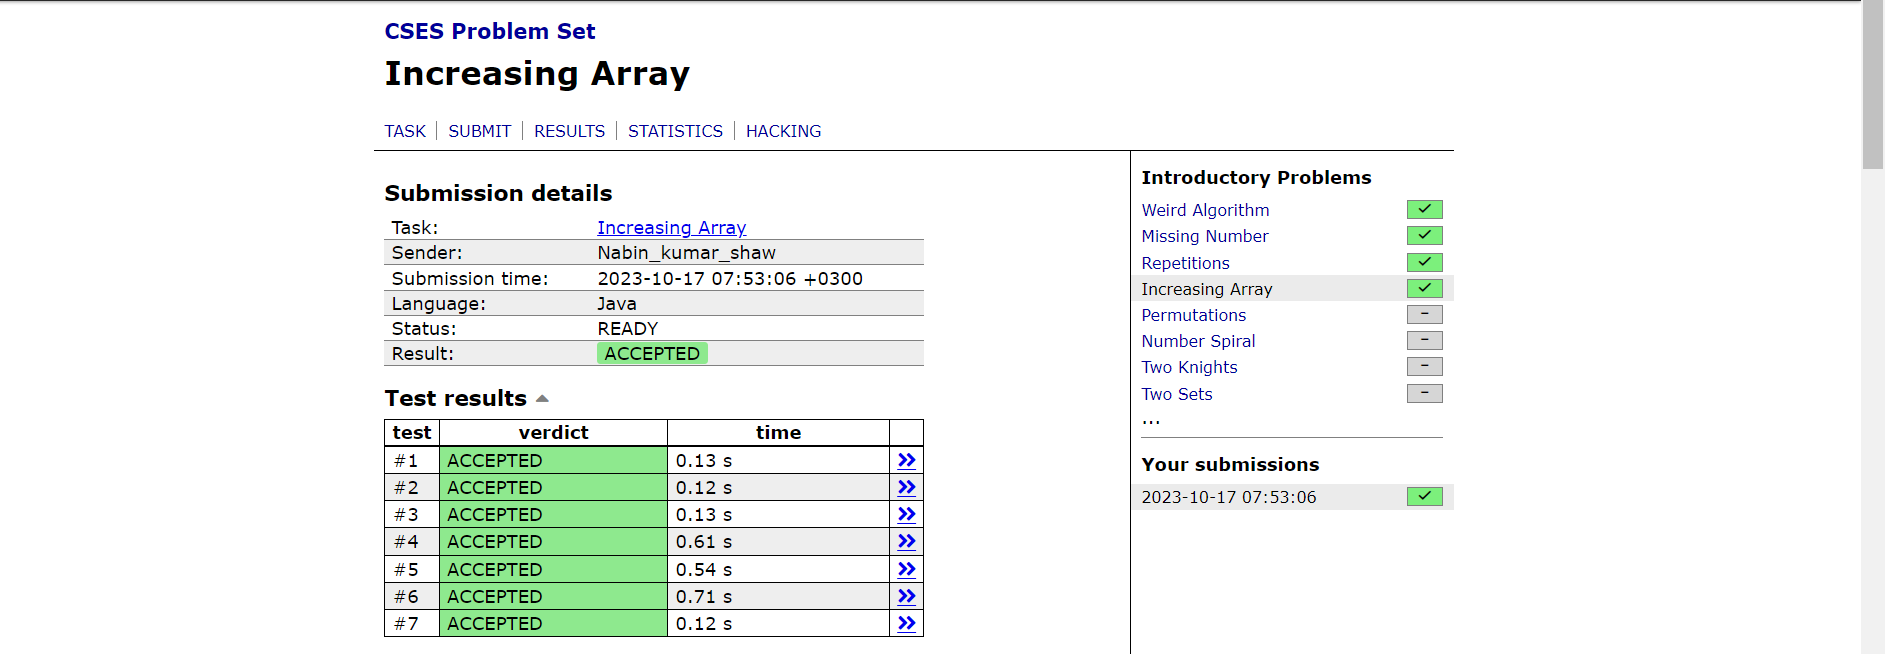 CSES Problem Set
Increasing Array
TASK | SUBMIT | RESULTS | STATISTICS | HACKING
Submission details
Task: Increasing Array
Sender: Nabin_kumar_shaw
Submission time: 2023-10-17 07:53:06 +0300
Language: Java
Status: READY
Result: ACCEPTED
Test results
test verdict time
#1 ACCEPTED 0.13 s »
#2 ACCEPTED 0.12 s »
#3 ACCEPTED 0.13 s »
#4 ACCEPTED 0.61 s »
#5 ACCEPTED 0.54 s »
#6 ACCEPTED 0.71 s »
#7 ACCEPTED 0.12 s »
Introductory Problems
Weird Algorithm ✓
Missing Number ✓
Repetitions ✓
Increasing Array ✓
Permutations –
Number Spiral –
Two Knights –
Two Sets –
...
Your submissions
2023-10-17 07:53:06 ✓